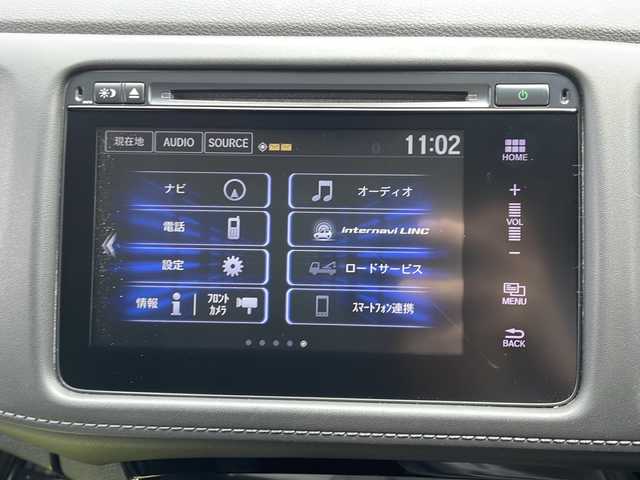 現在地 AUDIO SOURCE 11:02
HOME
ナビ オーディオ
+
VOL
−
電話 internavi LINC
設定 ロードサービス
情報 フロントカメラ スマートフォン連携
MENU
BACK